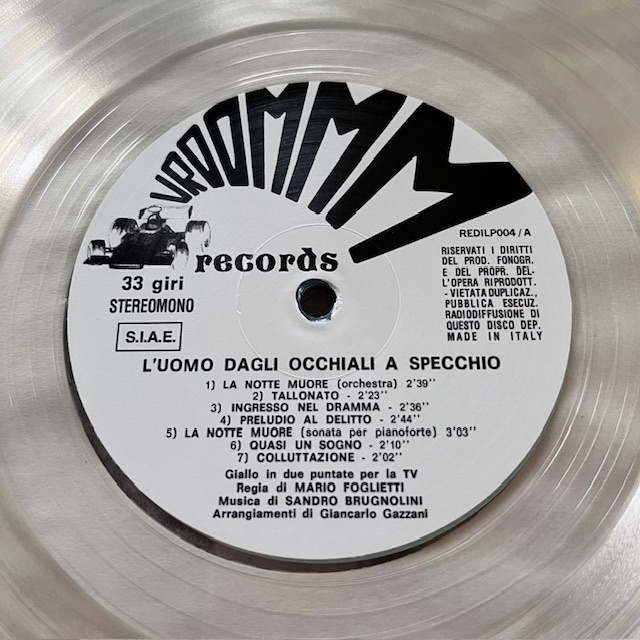 VROOMMMM
records
33 giri
STEREOMONO
S.I.A.E.
REDILP004 / A
RISERVATI I DIRITTI
DEL PROD. FONOGR.
E DEL PROPR. DEL-
L'OPERA RIPRODOTT.
- VIETATA DUPLICAZ.,
PUBBLICA ESECUZ.
RADIODIFFUSIONE DI
QUESTO DISCO DEP.
MADE IN ITALY
L'UOMO DAGLI OCCHIALI A SPECCHIO
1) LA NOTTE MUORE (orchestra) 2'39"
2) TALLONATO - 2'23"
3) INGRESSO NEL DRAMMA - 2'36"
4) PRELUDIO AL DELITTO - 2'44"
5) LA NOTTE MUORE (sonata per pianoforte) 3'03"
6) QUASI UN SOGNO - 2'10"
7) COLLUTTAZIONE - 2'02"
Giallo in due puntate per la TV
Regia di MARIO FOGLIETTI
Musica di SANDRO BRUGNOLINI
Arrangiamenti di Giancarlo Gazzani